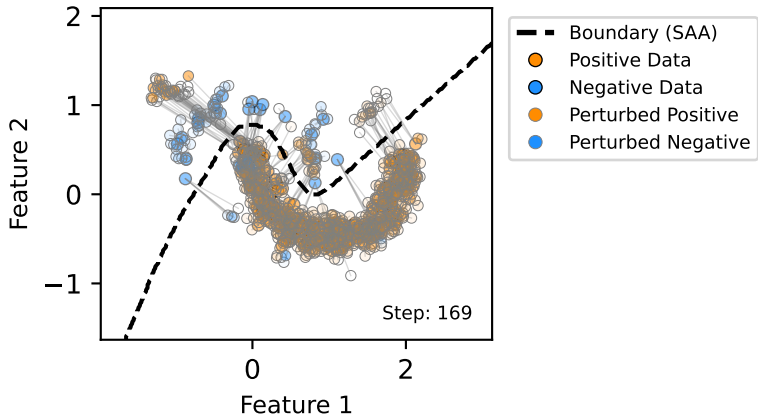 2
1
0
−1
Feature 2
0
2
Feature 1
Step: 169
Boundary (SAA)
Positive Data
Negative Data
Perturbed Positive
Perturbed Negative